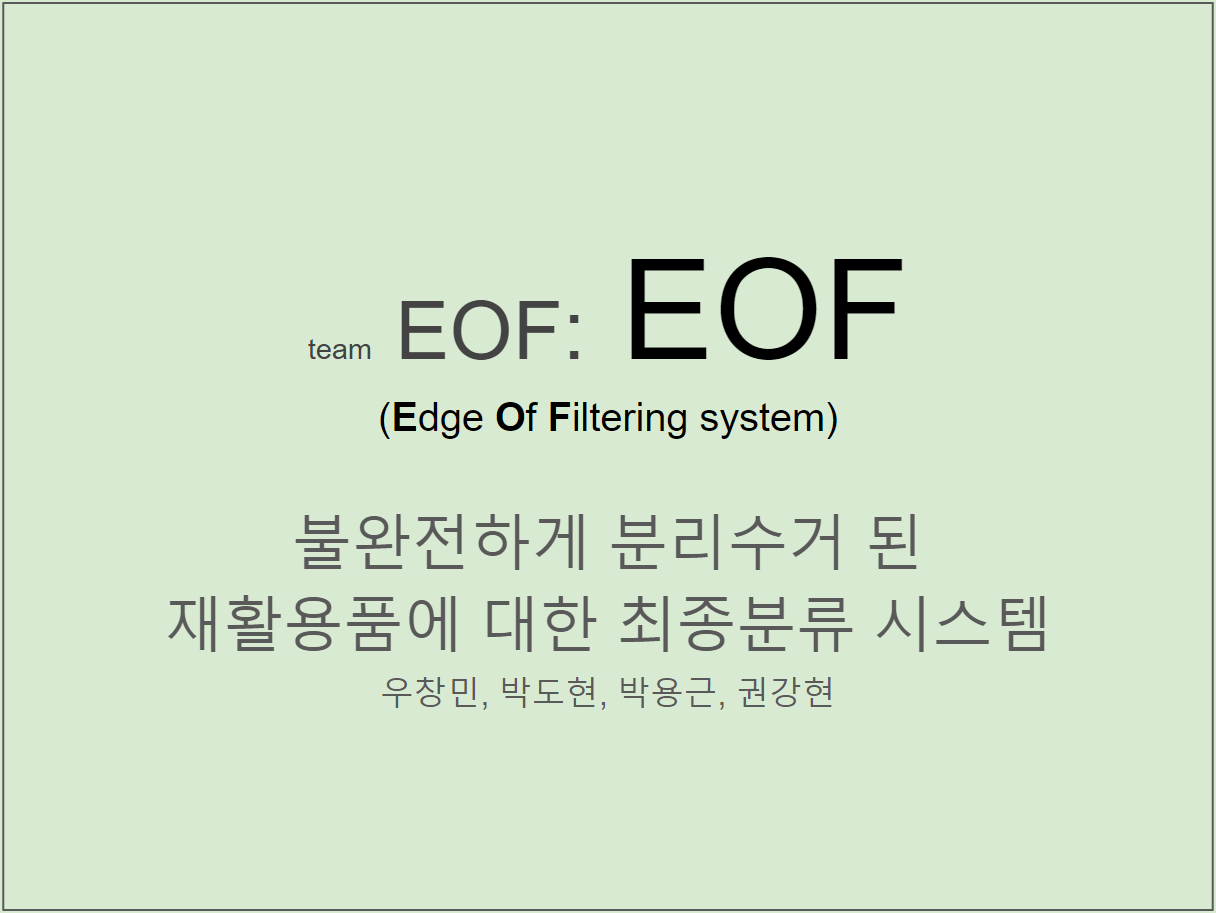 team EOF: EOF
(Edge Of Filtering system)
불완전하게 분리수거 된
재활용품에 대한 최종분류 시스템
우창민, 박도현, 박용근, 권강현